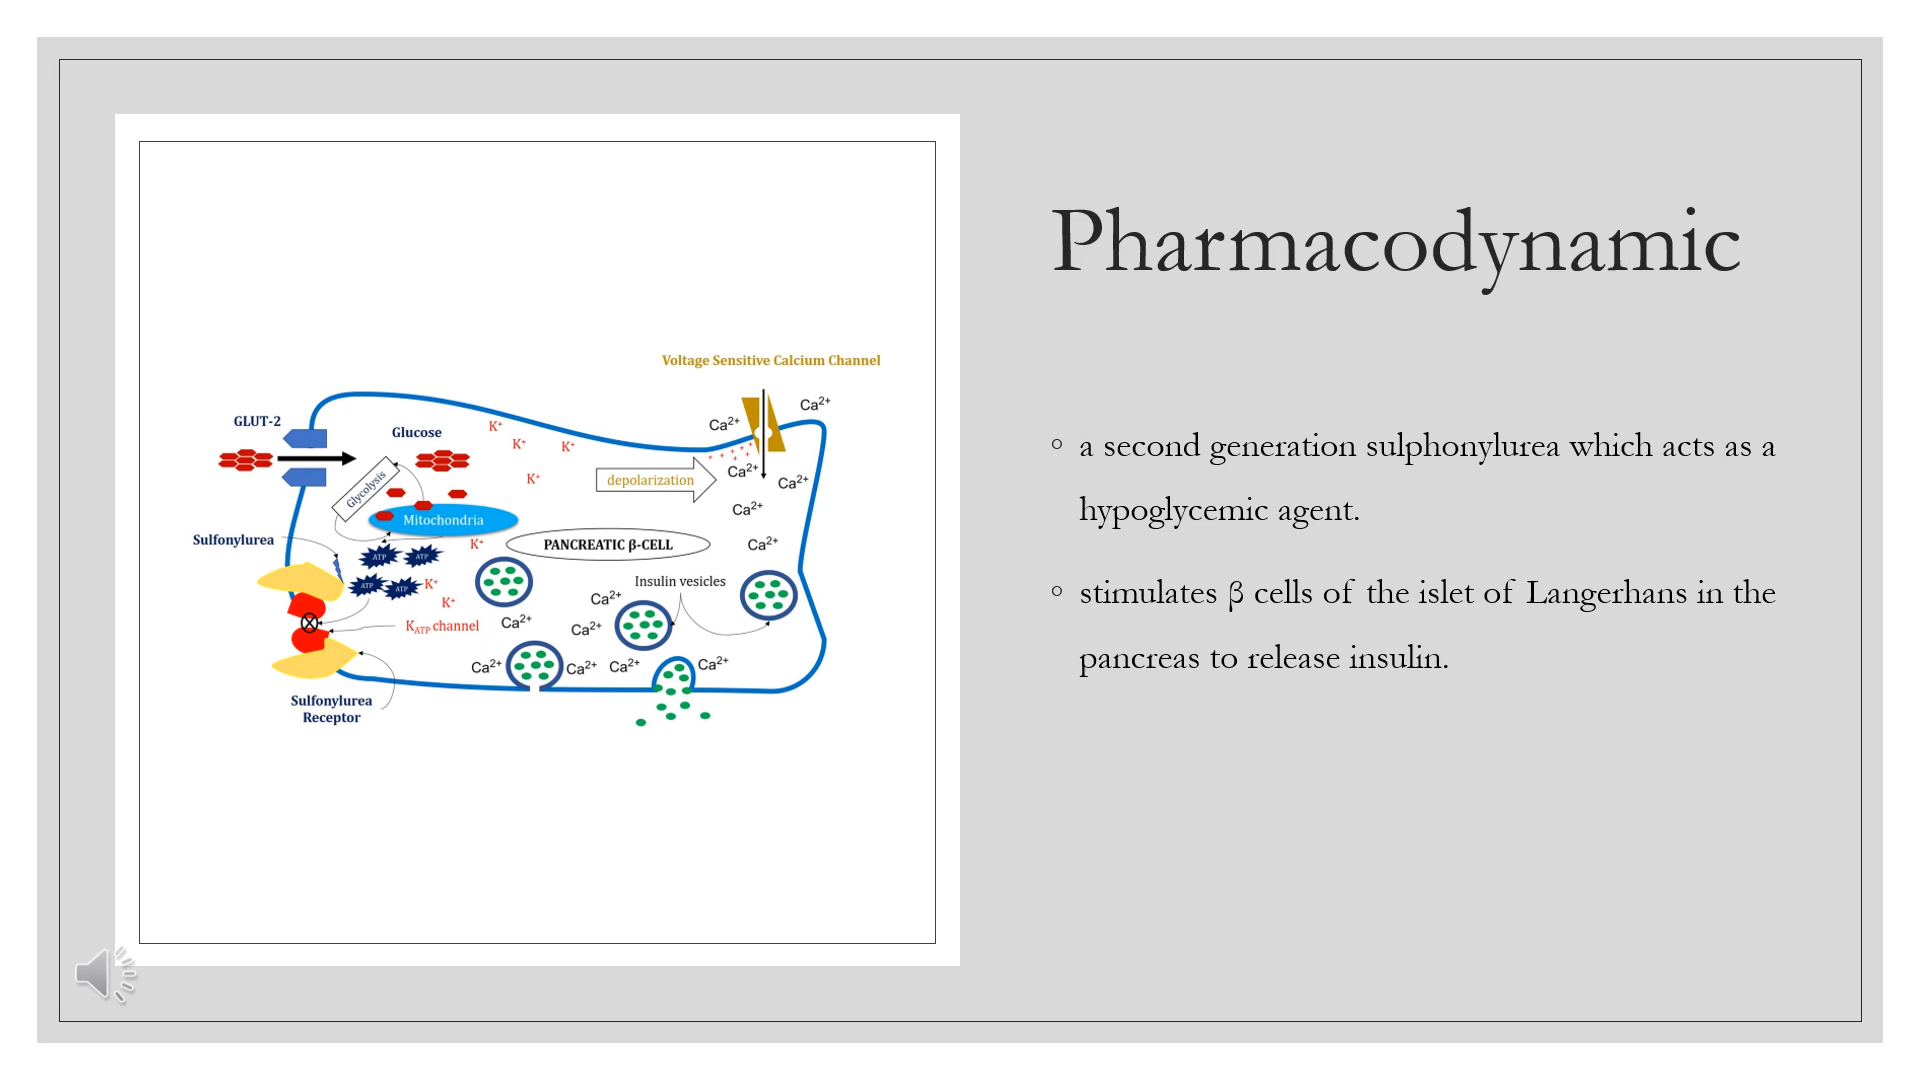 Pharmacodynamic
◦ a second generation sulphonylurea which acts as a
hypoglycemic agent.
◦ stimulates β cells of the islet of Langerhans in the
pancreas to release insulin.
Voltage Sensitive Calcium Channel
Ca²⁺
Ca²⁺
GLUT-2
Glucose
K⁺
K⁺
K⁺
K⁺
Ca²⁺
Ca²⁺
depolarization
Glycolysis
Ca²⁺
Mitochondria
Sulfonylurea
K⁺
PANCREATIC β-CELL
Ca²⁺
ATP
ATP
ATP
ATP
K⁺
Insulin vesicles
K⁺
Ca²⁺
K_ATP channel
Ca²⁺
Ca²⁺
Ca²⁺
Ca²⁺
Ca²⁺
Ca²⁺
Sulfonylurea
Receptor